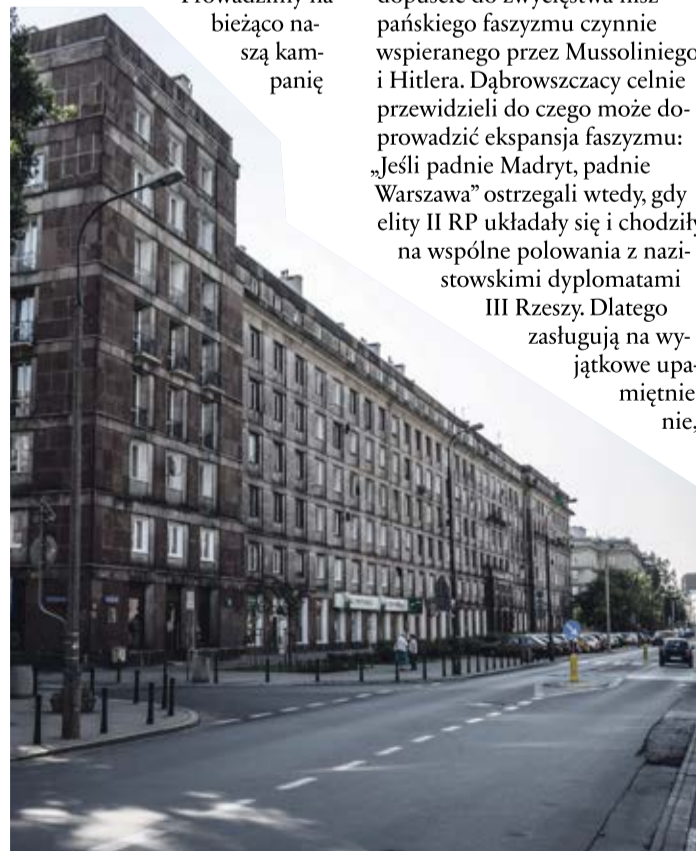 bieżąco na-
szą kam-
panię
pańskiego faszyzmu czynnie
wspieranego przez Mussoliniego
i Hitlera. Dąbrowszczacy celnie
przewidzieli do czego może do-
prowadzić ekspansja faszyzmu:
„Jeśli padnie Madryt, padnie
Warszawa” ostrzegali wtedy, gdy
elity II RP układały się i chodziły
na wspólne polowania z nazi-
stowskimi dyplomatami
III Rzeszy. Dlatego
zasługują na wy-
jątkowe upa-
miętnie
nie,